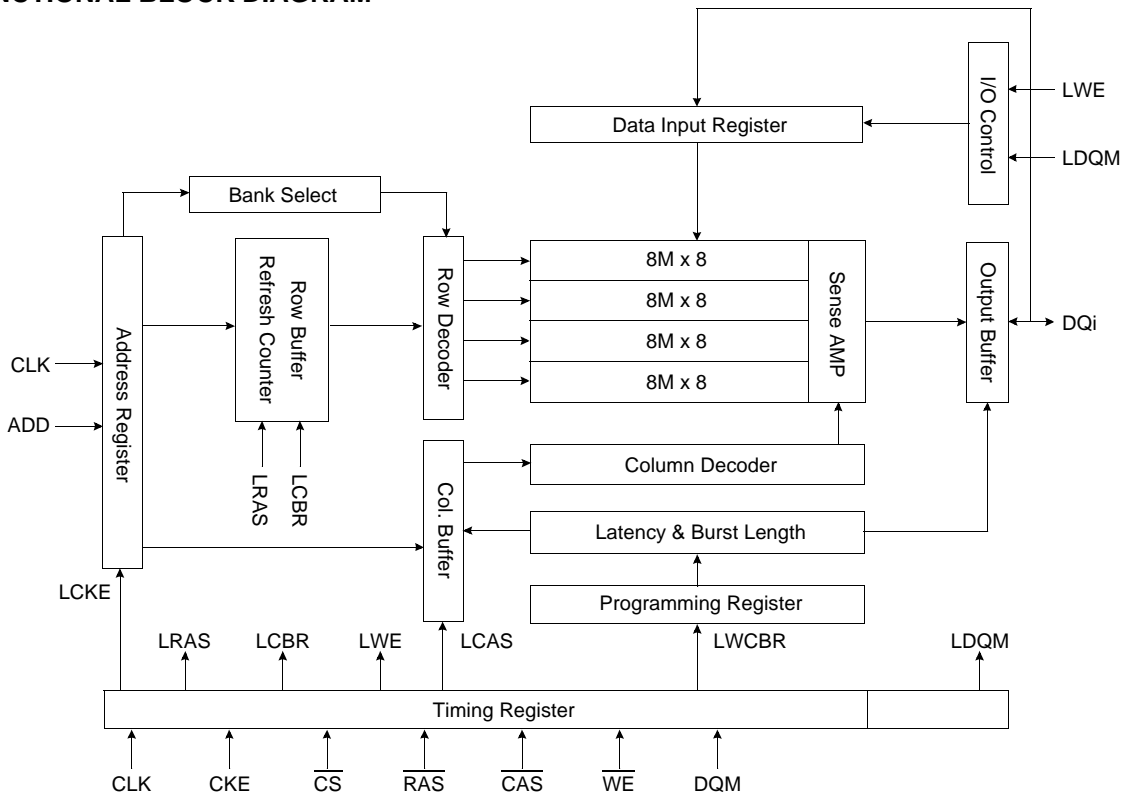 LWE
I/O Control
Data Input Register
LDQM
Bank Select
8M x 8
8M x 8
8M x 8
8M x 8
Sense AMP
Output Buffer
DQi
Row Decoder
Row Buffer
Refresh Counter
Address Register
CLK
ADD
LRAS
LCBR
Col. Buffer
Column Decoder
Latency & Burst Length
Programming Register
LCKE
LRAS
LCBR
LWE
LCAS
LWCBR
LDQM
Timing Register
CLK
CKE
CS
RAS
CAS
WE
DQM